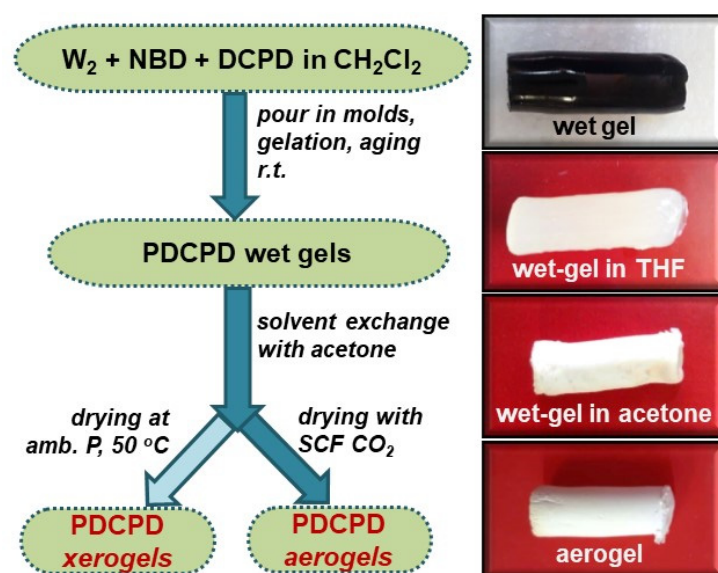 W₂ + NBD + DCPD in CH₂Cl₂
pour in molds,
gelation, aging
r.t.
PDCPD wet gels
solvent exchange
with acetone
drying at
amb. P, 50 ºC
drying with
SCF CO₂
PDCPD
xerogels
PDCPD
aerogels
wet gel
wet-gel in THF
wet-gel in acetone
aerogel